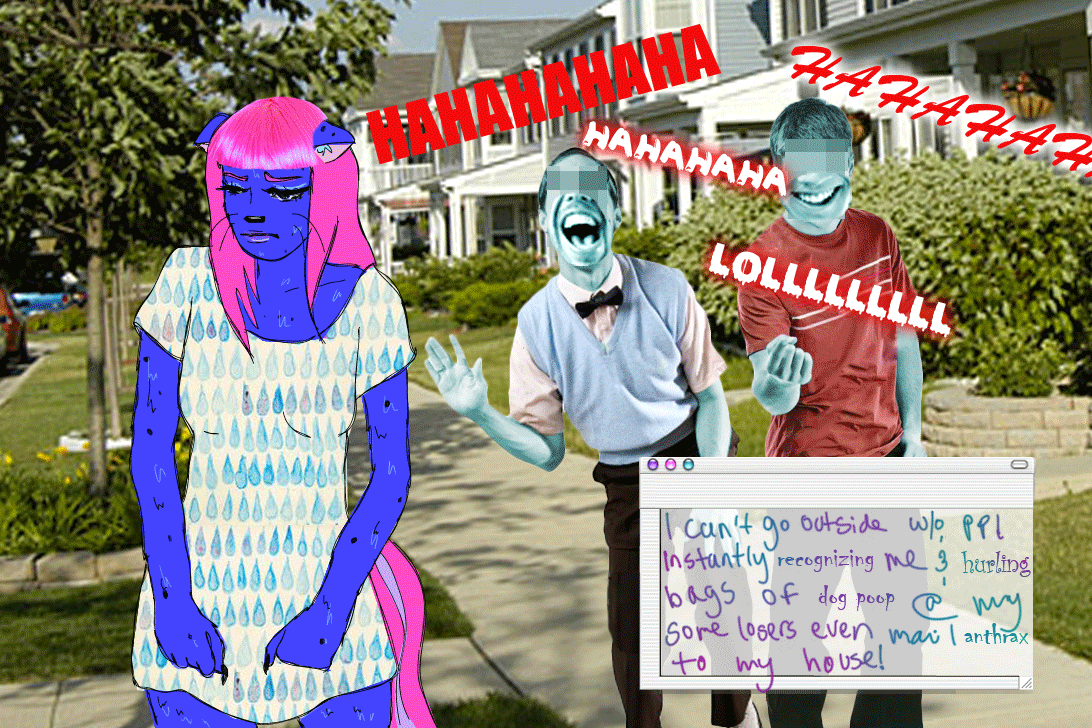 HAHAHAHAHA
HAHAHAHA
HAHAHAHAH
LOLLLLLLLLL
I can't go outside w/o ppl
instantly recognizing me & hurling
bags of dog poop @ my
some losers even mail anthrax
to my house!